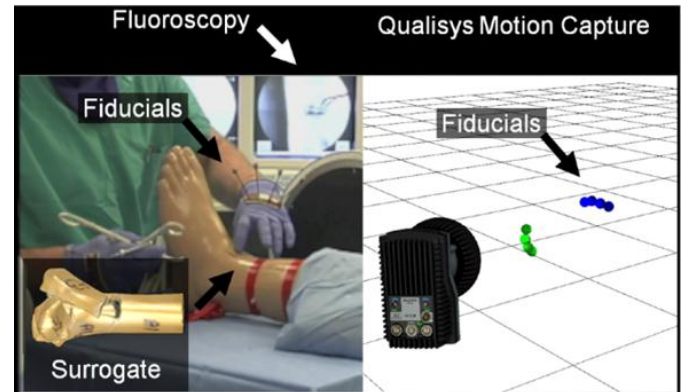 Fluoroscopy
Qualisys Motion Capture
Fiducials
Fiducials
Surrogate